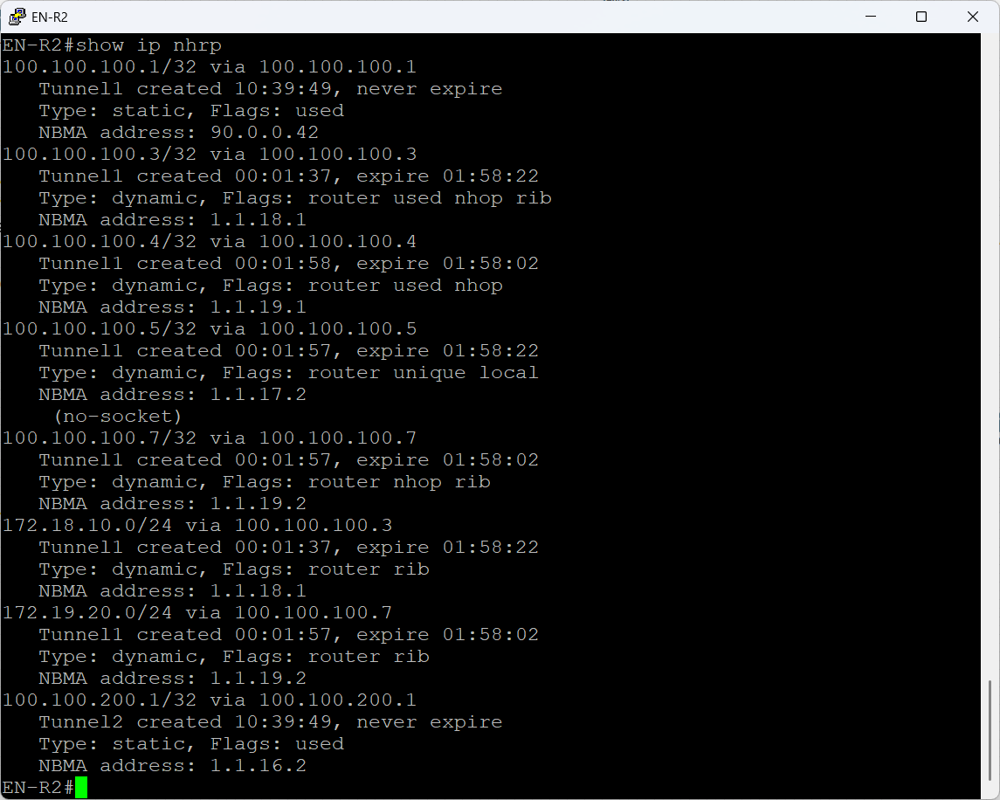 EN-R2
EN-R2#show ip nhrp
100.100.100.1/32 via 100.100.100.1
   Tunnel1 created 10:39:49, never expire
   Type: static, Flags: used
   NBMA address: 90.0.0.42
100.100.100.3/32 via 100.100.100.3
   Tunnel1 created 00:01:37, expire 01:58:22
   Type: dynamic, Flags: router used nhop rib
   NBMA address: 1.1.18.1
100.100.100.4/32 via 100.100.100.4
   Tunnel1 created 00:01:58, expire 01:58:02
   Type: dynamic, Flags: router used nhop
   NBMA address: 1.1.19.1
100.100.100.5/32 via 100.100.100.5
   Tunnel1 created 00:01:57, expire 01:58:22
   Type: dynamic, Flags: router unique local
   NBMA address: 1.1.17.2
    (no-socket)
100.100.100.7/32 via 100.100.100.7
   Tunnel1 created 00:01:57, expire 01:58:02
   Type: dynamic, Flags: router nhop rib
   NBMA address: 1.1.19.2
172.18.10.0/24 via 100.100.100.3
   Tunnel1 created 00:01:37, expire 01:58:22
   Type: dynamic, Flags: router rib
   NBMA address: 1.1.18.1
172.19.20.0/24 via 100.100.100.7
   Tunnel1 created 00:01:57, expire 01:58:02
   Type: dynamic, Flags: router rib
   NBMA address: 1.1.19.2
100.100.200.1/32 via 100.100.200.1
   Tunnel2 created 10:39:49, never expire
   Type: static, Flags: used
   NBMA address: 1.1.16.2
EN-R2#